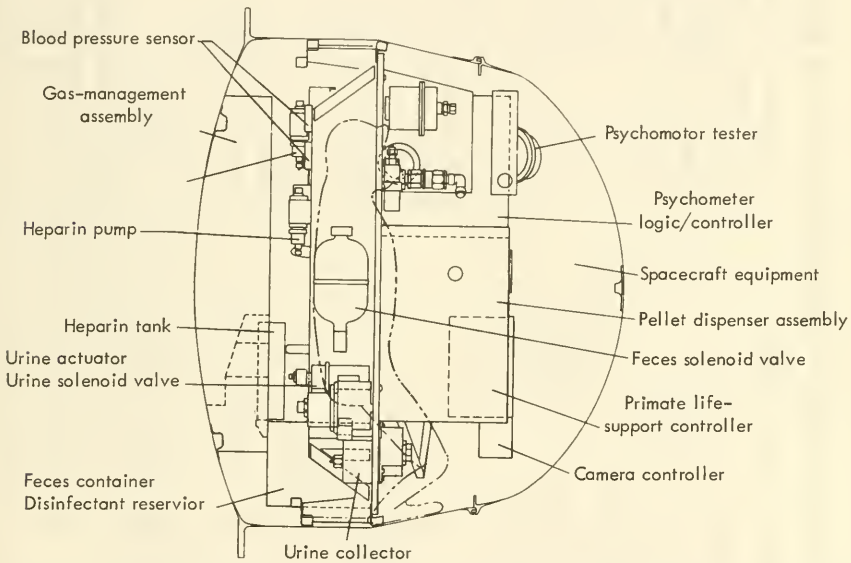 Blood pressure sensor
Gas-management
assembly
Heparin pump
Heparin tank
Urine actuator
Urine solenoid valve
Feces container
Disinfectant reservior
Urine collector
Psychomotor tester
Psychometer
logic/controller
Spacecraft equipment
Pellet dispenser assembly
Feces solenoid valve
Primate life-
support controller
Camera controller